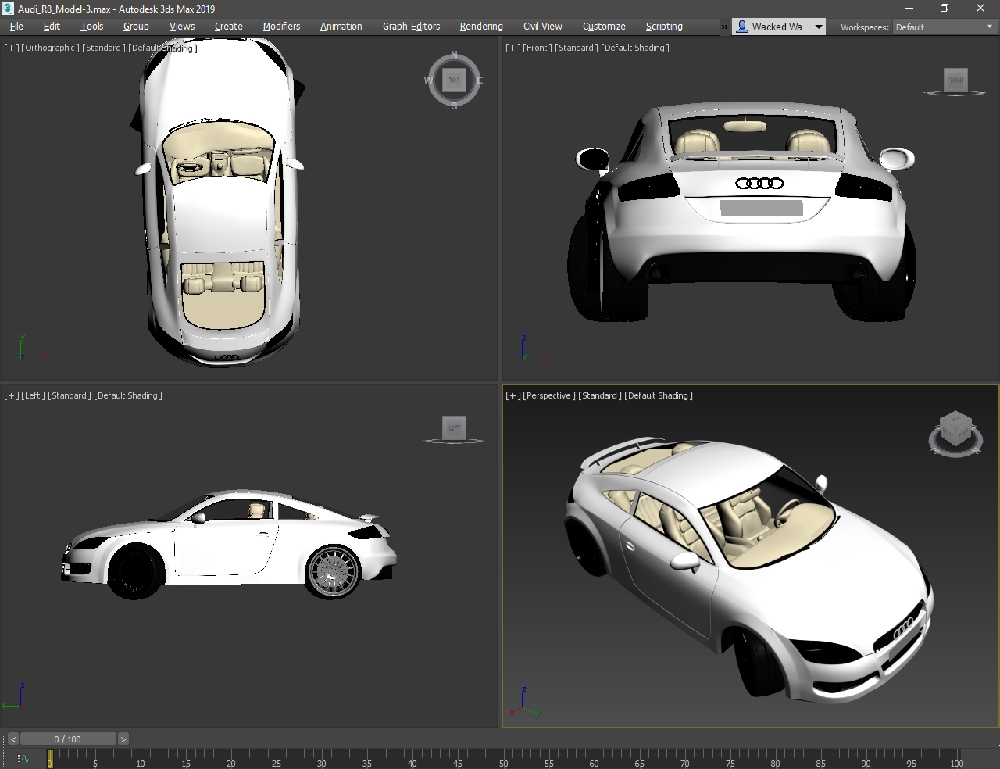 Audi_R8_Model-3.max - Autodesk 3ds Max 2019
File Edit Tools Group Views Create Modifiers Animation Graph Editors Rendering Civil View Customize Scripting » Wacked Wa Workspaces: Default
[+] [Orthographic] [Standard] [Default Shading]
N
W TOP E
S
[+] [Front] [Standard] [Default Shading]
FRONT
[+] [Left] [Standard] [Default Shading]
LEFT
[+] [Perspective] [Standard] [Default Shading]
< 0 / 100 >
0 5 10 15 20 25 30 35 40 45 50 55 60 65 70 75 80 85 90 95 100